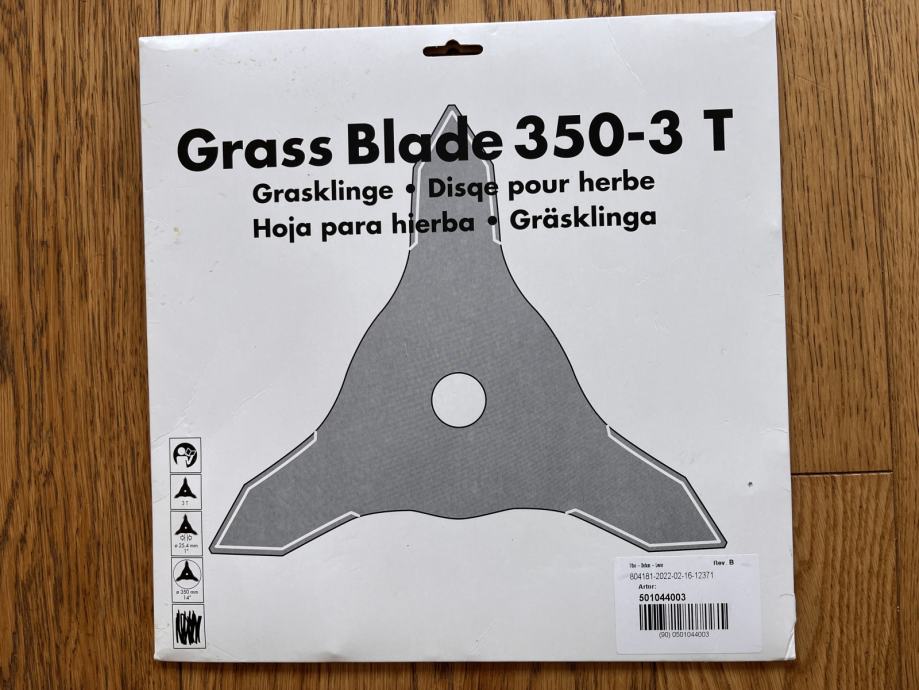 Grass Blade 350-3 T
Grasklinge • Disqe pour herbe
Hoja para hierba • Gräsklinga
3 T
ø 25.4 mm
1"
ø 350 mm
14"
Rev. B
804181-2022-02-16-12371
Artnr:
501044003
(90) 0501044003